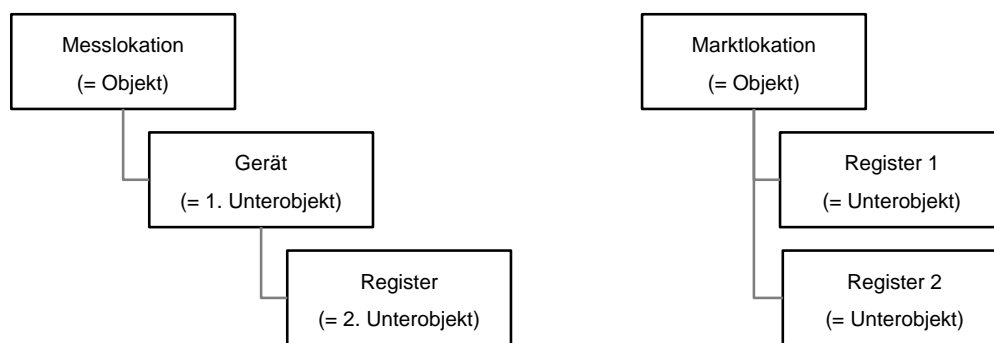 Messlokation
(= Objekt)
Gerät
(= 1. Unterobjekt)
Register
(= 2. Unterobjekt)
Marktlokation
(= Objekt)
Register 1
(= Unterobjekt)
Register 2
(= Unterobjekt)